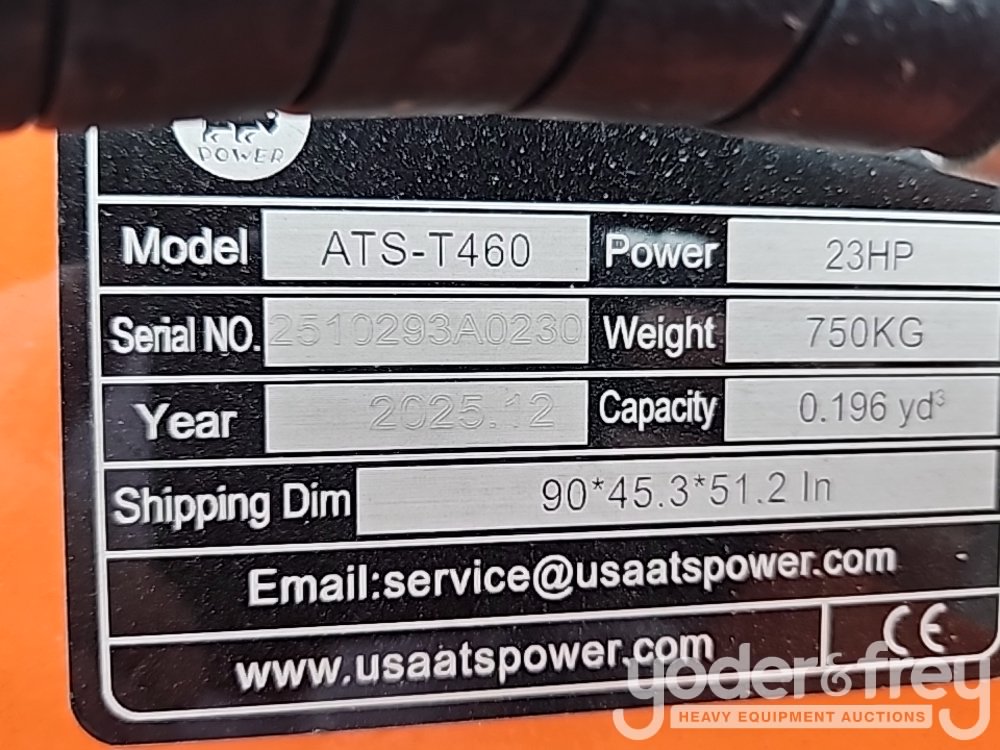 POWER
Model ATS-T460 Power 23HP
Serial NO. 2510293A0230 Weight 750KG
Year 2025.12 Capacity 0.196 yd³
Shipping Dim 90*45.3*51.2 In
Email:service@usaatspower.com
www.usaatspower.com CE
yoder&frey
HEAVY EQUIPMENT AUCTIONS